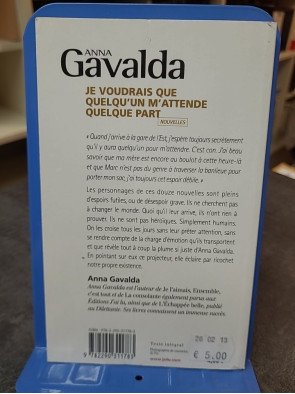 ANNA
Gavalda
JE VOUDRAIS QUE
QUELQU'UN M'ATTENDE
QUELQUE PART
NOUVELLES
« Quand j'arrive à la gare de l'Est, j'espère toujours secrètement
qu'il y aura quelqu'un pour m'attendre. C'est con. J'ai beau
savoir que ma mère est encore au boulot à cette heure-là
et que Marc n'est pas du genre à traverser la banlieue pour
porter mon sac, j'ai toujours cet espoir débile. »
Les personnages de ces douze nouvelles sont pleins
d'espoirs futiles, ou de désespoir grave. Ils ne cherchent pas
à changer le monde. Quoi qu'il leur arrive, ils n'ont rien à
prouver. Ils ne sont pas héroïques. Simplement humains.
On les croise tous les jours sans leur prêter attention, sans
se rendre compte de la charge d'émotion qu'ils transportent
et que révèle tout à coup la plume si juste d'Anna Gavalda.
En pointant sur eux ce projecteur, elle éclaire par ricochet
notre propre existence.
Anna Gavalda
Anna Gavalda est l'auteur de Je l'aimais, Ensemble,
c'est tout et de La consolante également parus aux
Éditions J'ai lu, ainsi que de L'Échappée belle, publié
au Dilettante. Ses livres connaissent un immense succès.
Texte intégral
9 782290 311783
26 02 13
€ 5,00